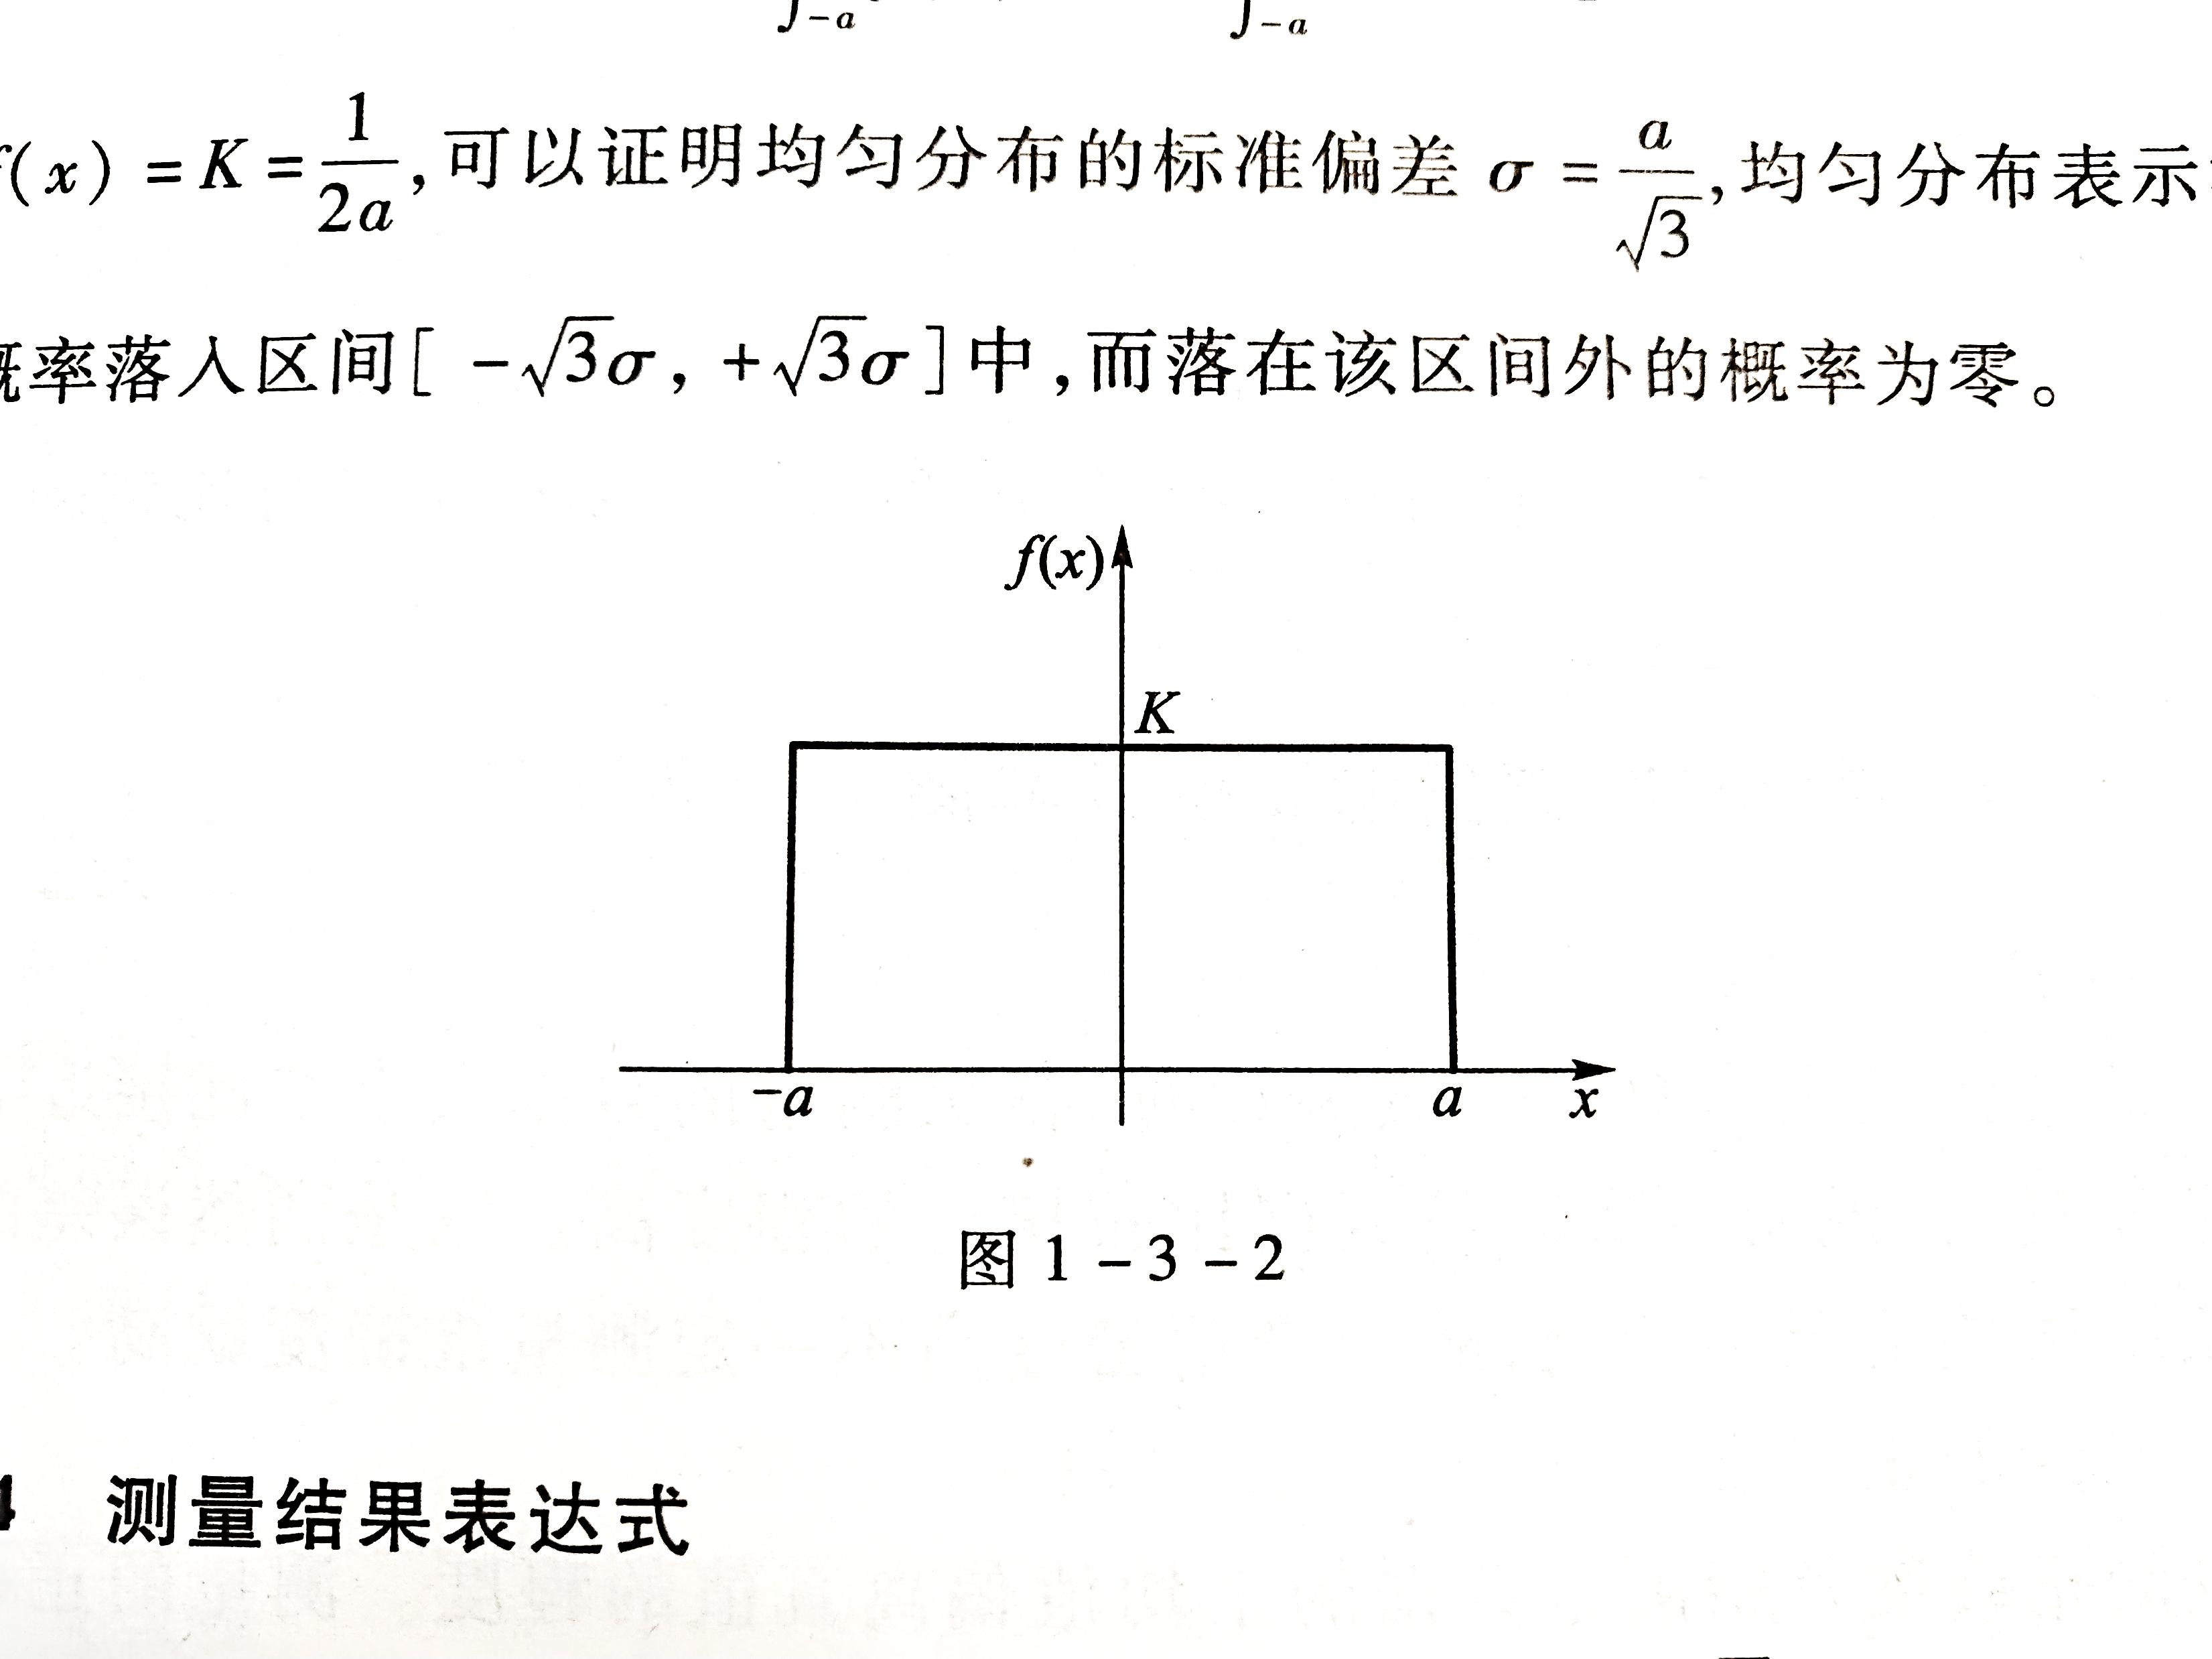 f(x) = K = 1/2a,可以证明均匀分布的标准偏差 σ = a/√3,均匀分布表示
概率落入区间[ -√3σ, +√3σ]中,而落在该区间外的概率为零。
f(x)
K
-a a x
图 1-3-2
4 测量结果表达式